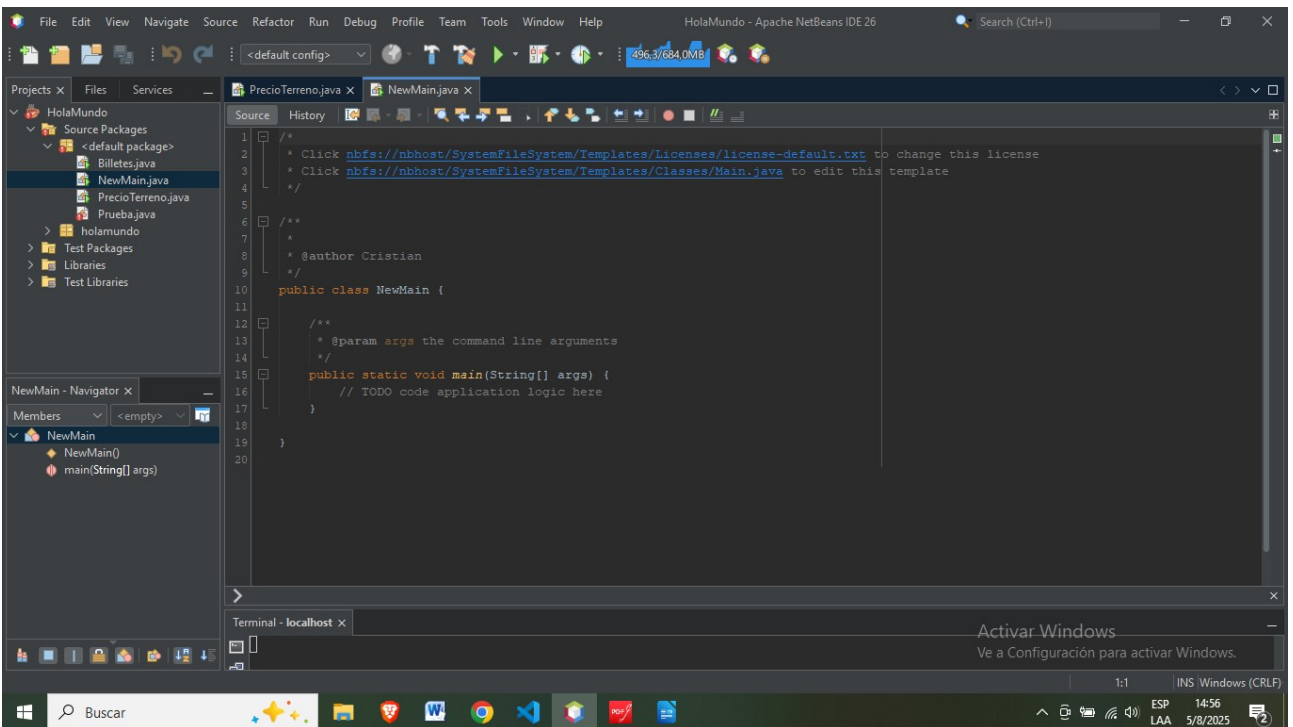 File Edit View Navigate Source Refactor Run Debug Profile Team Tools Window Help HolaMundo - Apache NetBeans IDE 26 Search (Ctrl+I)
<default config> 496,3/684,0MB
Projects Files Services
HolaMundo
Source Packages
<default package>
Billetes.java
NewMain.java
PrecioTerreno.java
Prueba.java
holamundo
Test Packages
Libraries
Test Libraries
NewMain - Navigator
Members <empty>
NewMain
NewMain()
main(String[] args)
PrecioTerreno.java NewMain.java
Source History
1 /*
2 * Click nbfs://nbhost/SystemFileSystem/Templates/Licenses/license-default.txt to change this license
3 * Click nbfs://nbhost/SystemFileSystem/Templates/Classes/Main.java to edit this template
4 */
5
6 /**
7 *
8 * @author Cristian
9 */
10 public class NewMain {
11
12 /**
13 * @param args the command line arguments
14 */
15 public static void main(String[] args) {
16 // TODO code application logic here
17 }
18
19 }
20
Terminal - localhost
Activar Windows
Ve a Configuración para activar Windows.
1:1 INS Windows (CRLF)
Buscar
ESP 14:56
LAA 5/8/2025
2